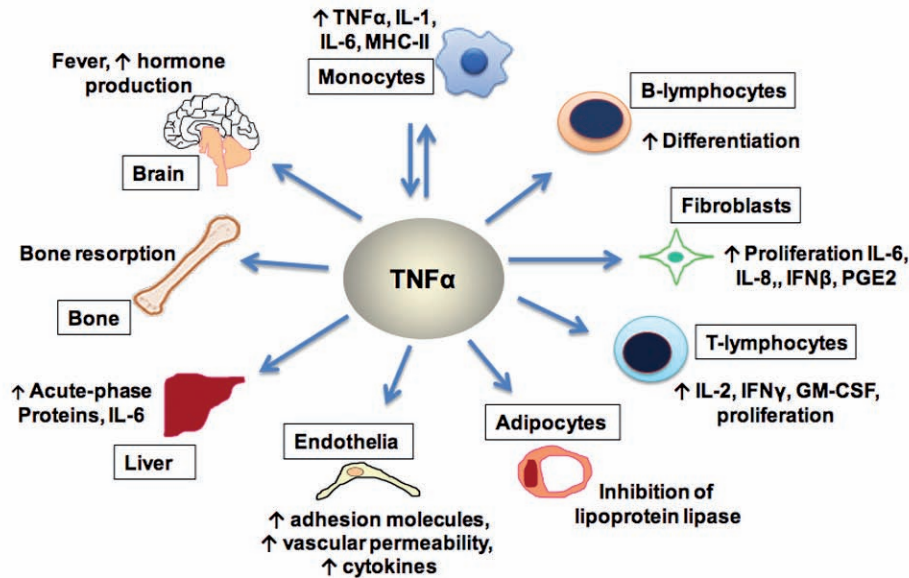 ↑ TNFα, IL-1,
IL-6, MHC-II
Monocytes
Fever, ↑ hormone
production
Brain
B-lymphocytes
↑ Differentiation
Fibroblasts
↑ Proliferation IL-6,
IL-8,, IFNβ, PGE2
Bone resorption
Bone
TNFα
T-lymphocytes
↑ IL-2, IFNγ, GM-CSF,
proliferation
↑ Acute-phase
Proteins, IL-6
Liver
Endothelia
↑ adhesion molecules,
↑ vascular permeability,
↑ cytokines
Adipocytes
Inhibition of
lipoprotein lipase